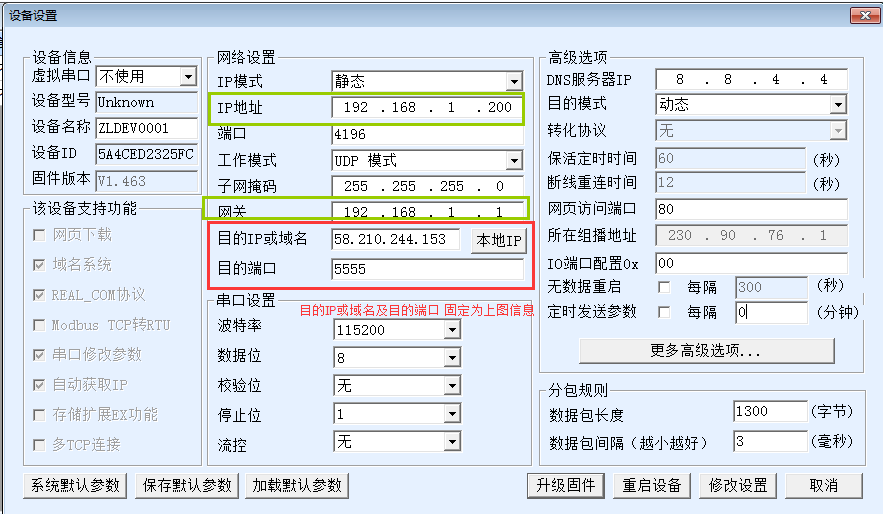 设备设置
设备信息
虚拟串口 不使用
设备型号 Unknown
设备名称 ZLDEV0001
设备ID 5A4CED2325FC
固件版本 V1.463
该设备支持功能
网页下载
域名系统
REAL_COM协议
Modbus TCP转RTU
串口修改参数
自动获取IP
存储扩展EX功能
多TCP连接
网络设置
IP模式 静态
IP地址 192 . 168 . 1 . 200
端口 4196
工作模式 UDP 模式
子网掩码 255 . 255 . 255 . 0
网关 192 . 168 . 1 . 1
目的IP或域名 58.210.244.153 本地IP
目的端口 5555
串口设置
目的IP或域名及目的端口 固定为上图信息
波特率 115200
数据位 8
校验位 无
停止位 1
流控 无
高级选项
DNS服务器IP 8 . 8 . 4 . 4
目的模式 动态
转化协议 无
保活定时时间 60 (秒)
断线重连时间 12 (秒)
网页访问端口 80
所在组播地址 230 . 90 . 76 . 1
IO端口配置0x 00
无数据重启 每隔 300 (秒)
定时发送参数 每隔 0 (分钟)
更多高级选项...
分包规则
数据包长度 1300 (字节)
数据包间隔（越小越好） 3 (毫秒)
系统默认参数 保存默认参数 加载默认参数 升级固件 重启设备 修改设置 取消